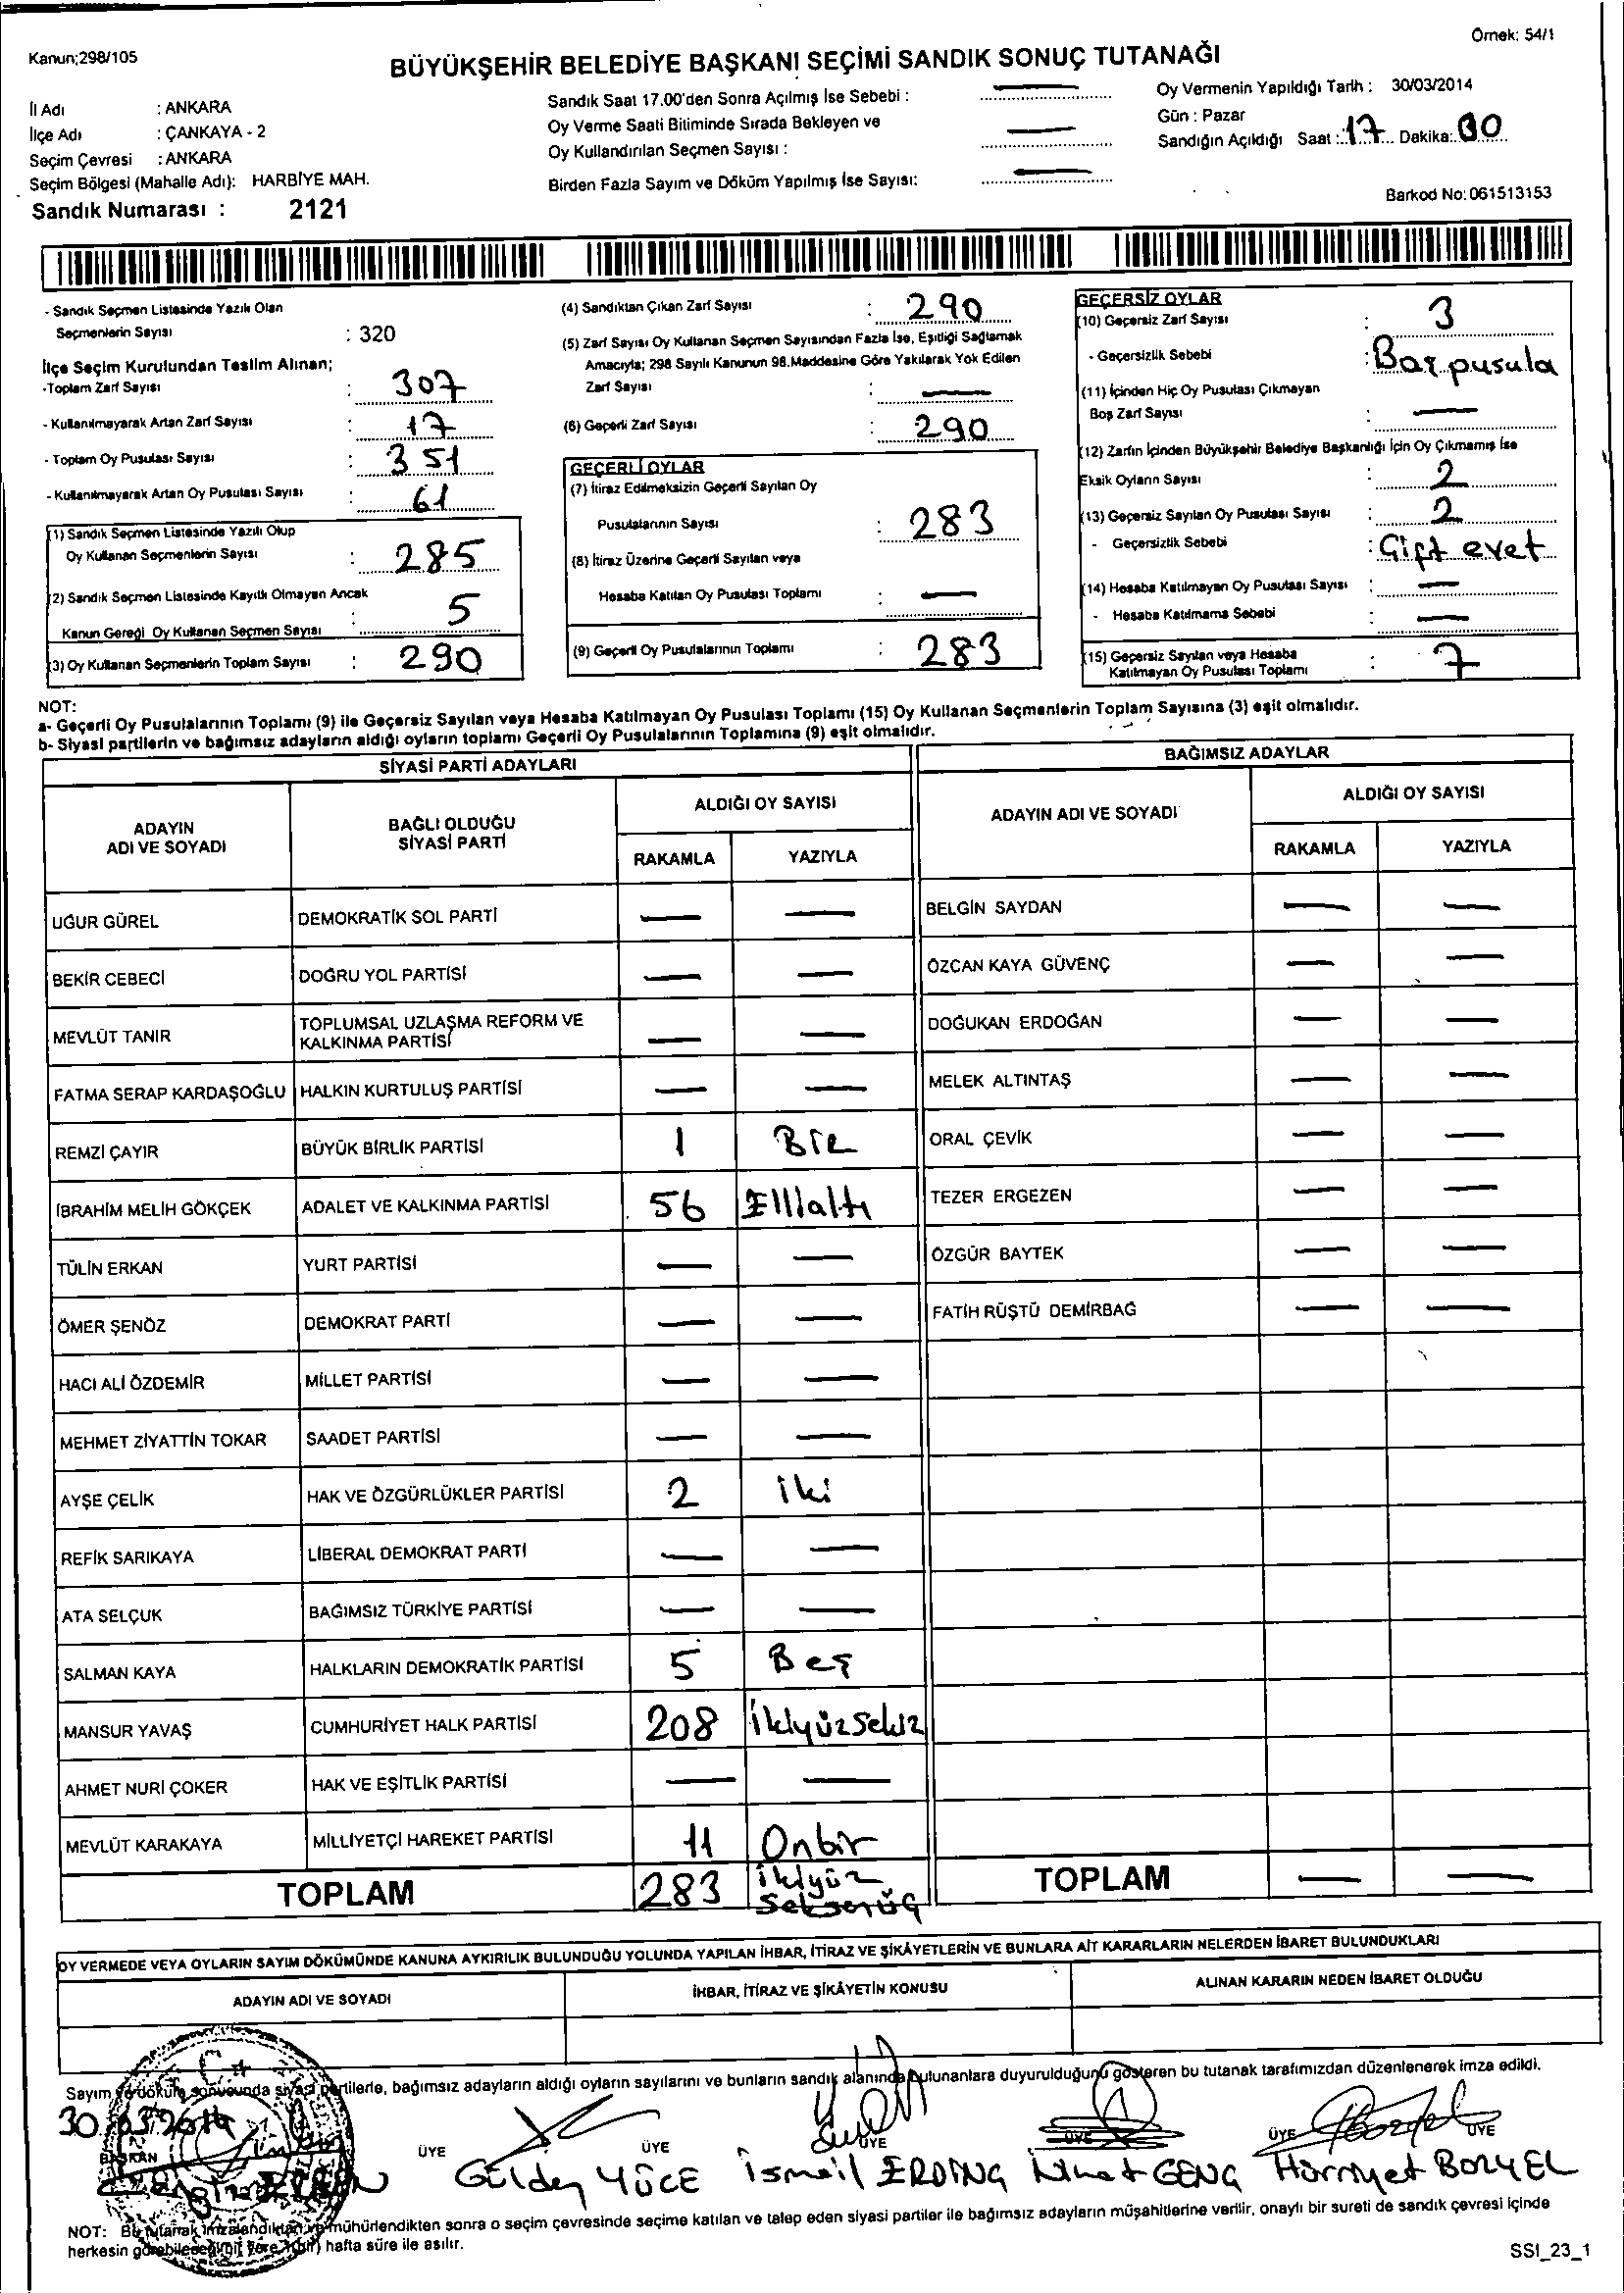 Örnek: 54/1
Kanun;298/105
BÜYÜKŞEHİR BELEDİYE BAŞKANI SEÇİMİ SANDIK SONUÇ TUTANAĞI
İl Adı : ANKARA
İlçe Adı : ÇANKAYA - 2
Seçim Çevresi : ANKARA
Seçim Bölgesi (Mahalle Adı): HARBİYE MAH.
Sandık Numarası : 2121
Sandık Saat 17.00'den Sonra Açılmış İse Sebebi : —
Oy Verme Saati Bitiminde Sırada Bekleyen ve
Oy Kullandırılan Seçmen Sayısı : —
Birden Fazla Sayım ve Döküm Yapılmış İse Sayısı: —
Oy Vermenin Yapıldığı Tarih : 30/03/2014
Gün : Pazar
Sandığın Açıldığı Saat : 17 Dakika: 00
Barkod No: 061513153
- Sandık Seçmen Listesinde Yazılı Olan
Seçmenlerin Sayısı : 320
İlçe Seçim Kurulundan Teslim Alınan;
-Toplam Zarf Sayısı : 307
- Kullanılmayarak Artan Zarf Sayısı : 17
- Toplam Oy Pusulası Sayısı : 351
- Kullanılmayarak Artan Oy Pusulası Sayısı : 61
(1) Sandık Seçmen Listesinde Yazılı Olup
Oy Kullanan Seçmenlerin Sayısı : 285
(2) Sandık Seçmen Listesinde Kayıtlı Olmayan Ancak
Kanun Gereği Oy Kullanan Seçmen Sayısı : 5
(3) Oy Kullanan Seçmenlerin Toplam Sayısı : 290
(4) Sandıktan Çıkan Zarf Sayısı : 290
(5) Zarf Sayısı Oy Kullanan Seçmen Sayısından Fazla İse, Eşitliği Sağlamak
Amacıyla; 298 Sayılı Kanunun 98.Maddesine Göre Yakılarak Yok Edilen
Zarf Sayısı : —
(6) Geçerli Zarf Sayısı : 290
GEÇERLİ OYLAR
(7) İtiraz Edilmeksizin Geçerli Sayılan Oy
Pusulalarının Sayısı : 283
(8) İtiraz Üzerine Geçerli Sayılan veya
Hesaba Katılan Oy Pusulası Toplamı : —
(9) Geçerli Oy Pusulalarının Toplamı : 283
GEÇERSİZ OYLAR
(10) Geçersiz Zarf Sayısı : 3
- Geçersizlik Sebebi : Boş pusula
(11) İçinden Hiç Oy Pusulası Çıkmayan
Boş Zarf Sayısı : —
(12) Zarfın İçinden Büyükşehir Belediye Başkanlığı İçin Oy Çıkmamış İse
Eksik Oyların Sayısı : 2
(13) Geçersiz Sayılan Oy Pusulası Sayısı : 2
- Geçersizlik Sebebi : Çift evet
(14) Hesaba Katılmayan Oy Pusulası Sayısı : —
- Hesaba Katılmama Sebebi : —
(15) Geçersiz Sayılan veya Hesaba
Katılmayan Oy Pusulası Toplamı : 7
NOT:
a- Geçerli Oy Pusulalarının Toplamı (9) ile Geçersiz Sayılan veya Hesaba Katılmayan Oy Pusulası Toplamı (15) Oy Kullanan Seçmenlerin Toplam Sayısına (3) eşit olmalıdır.
b- Siyasi partilerin ve bağımsız adayların aldığı oyların toplamı Geçerli Oy Pusulalarının Toplamına (9) eşit olmalıdır.
SİYASİ PARTİ ADAYLARI
ADAYIN
ADI VE SOYADI
BAĞLI OLDUĞU
SİYASİ PARTİ
ALDIĞI OY SAYISI
RAKAMLA YAZIYLA
UĞUR GÜREL DEMOKRATİK SOL PARTİ — —
BEKİR CEBECİ DOĞRU YOL PARTİSİ — —
MEVLÜT TANIR TOPLUMSAL UZLAŞMA REFORM VE
KALKINMA PARTİSİ — —
FATMA SERAP KARDAŞOĞLU HALKIN KURTULUŞ PARTİSİ — —
REMZİ ÇAYIR BÜYÜK BİRLİK PARTİSİ 1 Bir
İBRAHİM MELİH GÖKÇEK ADALET VE KALKINMA PARTİSİ 56 Ellialtı
TÜLİN ERKAN YURT PARTİSİ — —
ÖMER ŞENÖZ DEMOKRAT PARTİ — —
HACI ALİ ÖZDEMİR MİLLET PARTİSİ — —
MEHMET ZİYATTİN TOKAR SAADET PARTİSİ — —
AYŞE ÇELİK HAK VE ÖZGÜRLÜKLER PARTİSİ 2 iki
REFİK SARIKAYA LİBERAL DEMOKRAT PARTİ — —
ATA SELÇUK BAĞIMSIZ TÜRKİYE PARTİSİ — —
SALMAN KAYA HALKLARIN DEMOKRATİK PARTİSİ 5 Beş
MANSUR YAVAŞ CUMHURİYET HALK PARTİSİ 208 ikiyüzsekiz
AHMET NURİ ÇOKER HAK VE EŞİTLİK PARTİSİ — —
MEVLÜT KARAKAYA MİLLİYETÇİ HAREKET PARTİSİ 11 Onbir
TOPLAM 283 ikiyüz
Seksenüç
BAĞIMSIZ ADAYLAR
ADAYIN ADI VE SOYADI
ALDIĞI OY SAYISI
RAKAMLA YAZIYLA
BELGİN SAYDAN — —
ÖZCAN KAYA GÜVENÇ — —
DOĞUKAN ERDOĞAN — —
MELEK ALTINTAŞ — —
ORAL ÇEVİK — —
TEZER ERGEZEN — —
ÖZGÜR BAYTEK — —
FATİH RÜŞTÜ DEMİRBAĞ — —
TOPLAM — —
OY VERMEDE VEYA OYLARIN SAYIM DÖKÜMÜNDE KANUNA AYKIRILIK BULUNDUĞU YOLUNDA YAPILAN İHBAR, İTİRAZ VE ŞİKÂYETLERİN VE BUNLARA AİT KARARLARIN NELERDEN İBARET BULUNDUKLARI
ADAYIN ADI VE SOYADI İHBAR, İTİRAZ VE ŞİKÂYETİN KONUSU ALINAN KARARIN NEDEN İBARET OLDUĞU
Sayım ve döküm sonucunda siyasi partilerle, bağımsız adayların aldığı oyların sayılarını ve bunların sandık alanında bulunanlara duyurulduğunu gösteren bu tutanak tarafımızdan düzenlenerek imza edildi.
30.03.2014
BAŞKAN ÜYE ÜYE ÜYE ÜYE ÜYE ÜYE
Gülden YÜCE İsmail ERDİNÇ Nihat GENÇ Hürriyet BOZYEL
NOT: Bu tutanak imzalandıktan ve mühürlendikten sonra o seçim çevresinde seçime katılan ve talep eden siyasi partiler ile bağımsız adayların müşahitlerine verilir, onaylı bir sureti de sandık çevresi içinde
herkesin görebileceği bir yere 1(bir) hafta süre ile asılır.
SSI_23_1